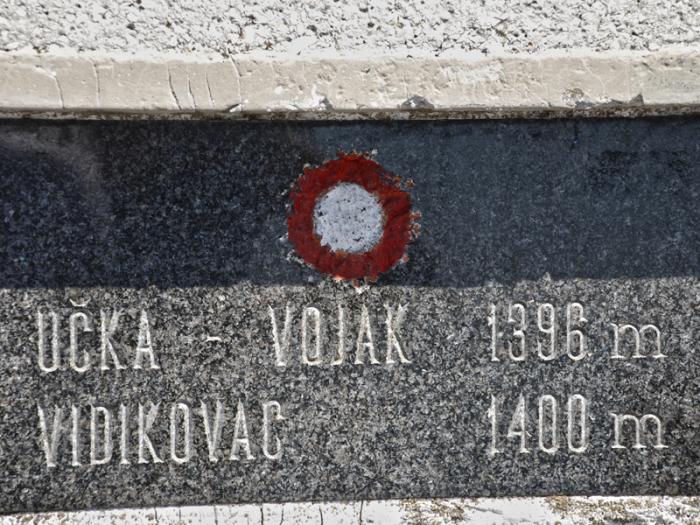 UČKA - VOJAK 1396 m
VIDIKOVAC 1400 m